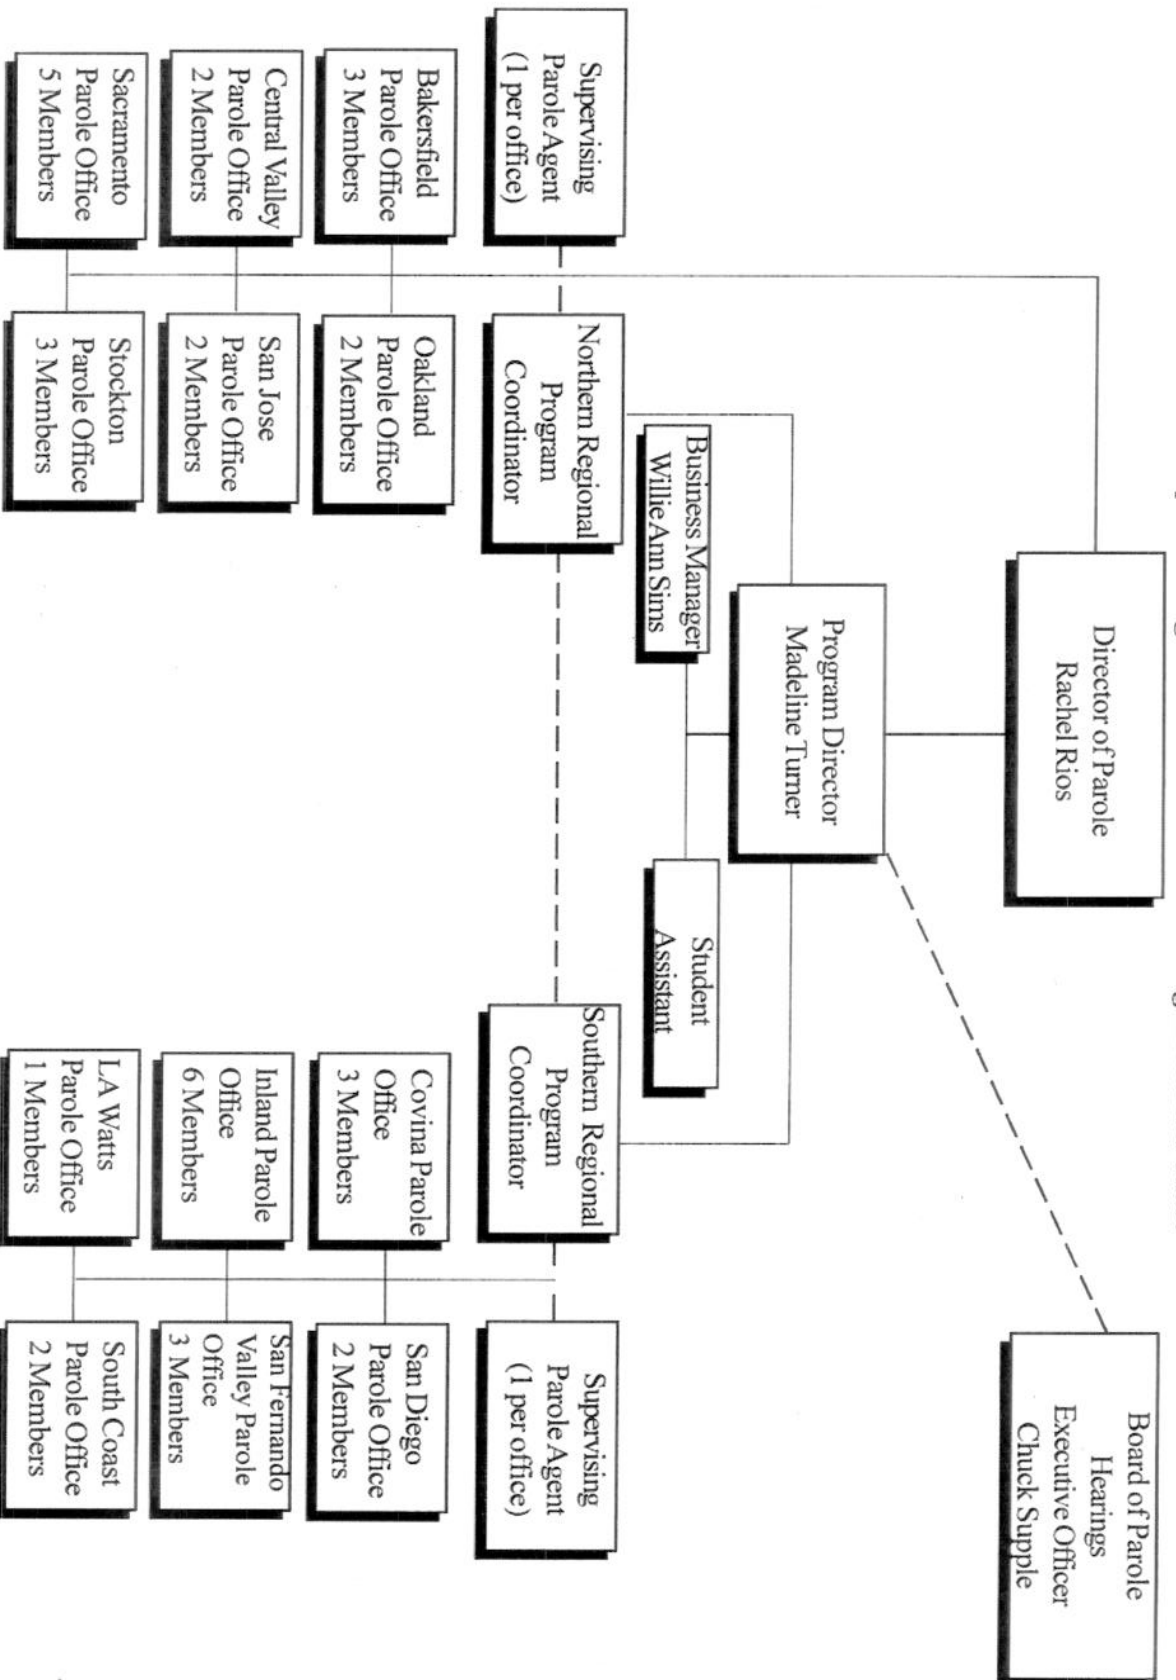 Director of Parole
Rachel Rios
Board of Parole
Hearings
Executive Officer
Chuck Supple
Program Director
Madeline Turner
Business Manager
Willie Ann Sims
Student
Assistant
Supervising
Parole Agent
(1 per office)
Northern Regional
Program
Coordinator
Southern Regional
Program
Coordinator
Supervising
Parole Agent
(1 per office)
Bakersfield
Parole Office
3 Members
Oakland
Parole Office
2 Members
Covina Parole
Office
3 Members
San Diego
Parole Office
2 Members
Central Valley
Parole Office
2 Members
San Jose
Parole Office
2 Members
Inland Parole
Office
6 Members
San Fernando
Valley Parole
Office
3 Members
Sacramento
Parole Office
5 Members
Stockton
Parole Office
3 Members
LA Watts
Parole Office
1 Members
South Coast
Parole Office
2 Members